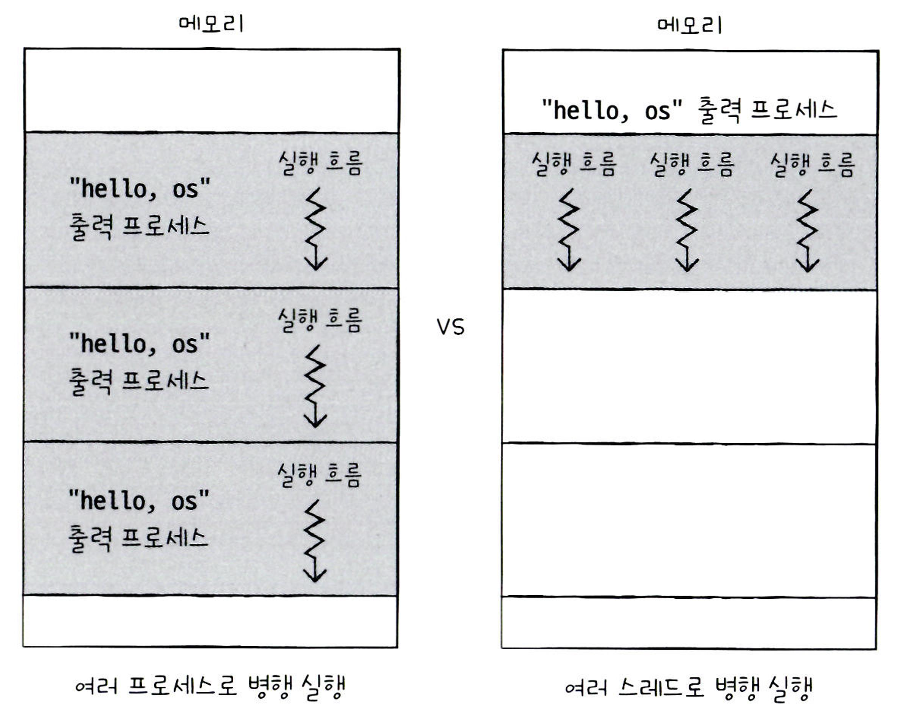 메모리
"hello, os"
출력 프로세스
실행 흐름
"hello, os"
출력 프로세스
실행 흐름
"hello, os"
출력 프로세스
실행 흐름
여러 프로세스로 병행 실행
vs
메모리
"hello, os" 출력 프로세스
실행 흐름 실행 흐름 실행 흐름
여러 스레드로 병행 실행